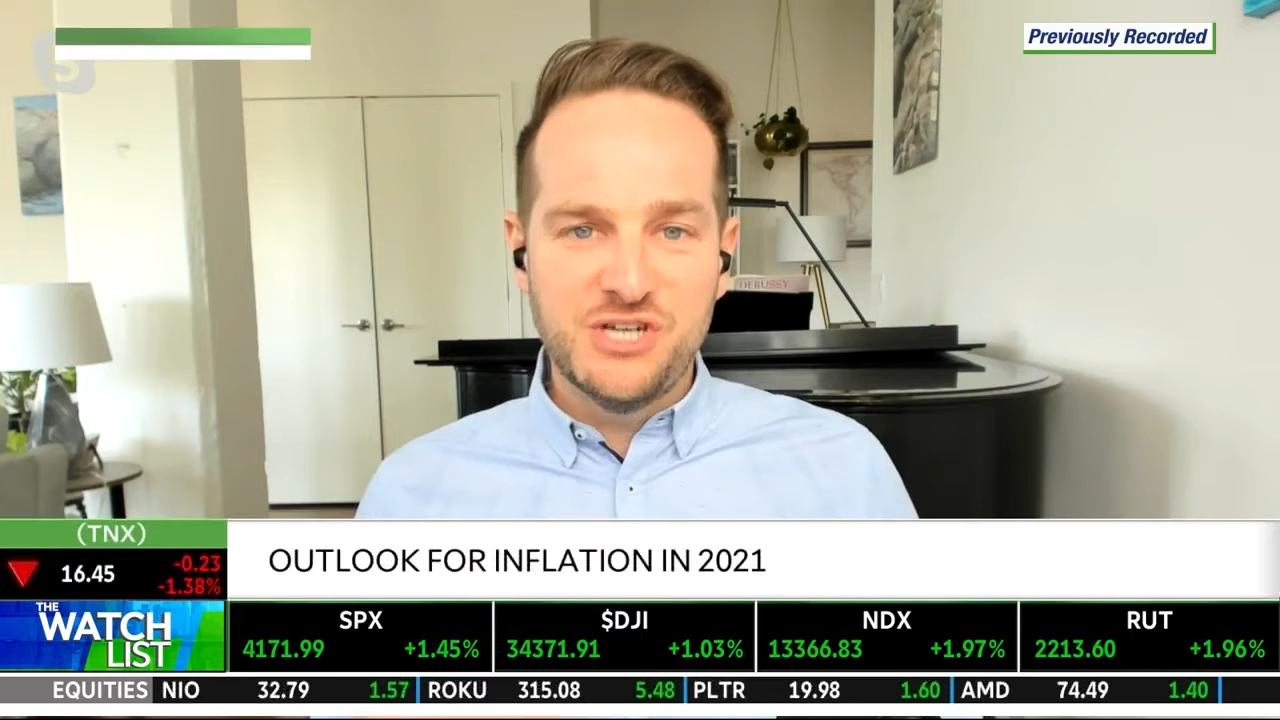 S
Previously Recorded
DEBUSSY
(TNX)
16.45
-0.23
-1.38%
OUTLOOK FOR INFLATION IN 2021
THE
WATCH
LIST
SPX
4171.99 +1.45%
$DJI
34371.91 +1.03%
NDX
13366.83 +1.97%
RUT
2213.60 +1.96%
EQUITIES NIO 32.79 1.57 ROKU 315.08 5.48 PLTR 19.98 1.60 AMD 74.49 1.40